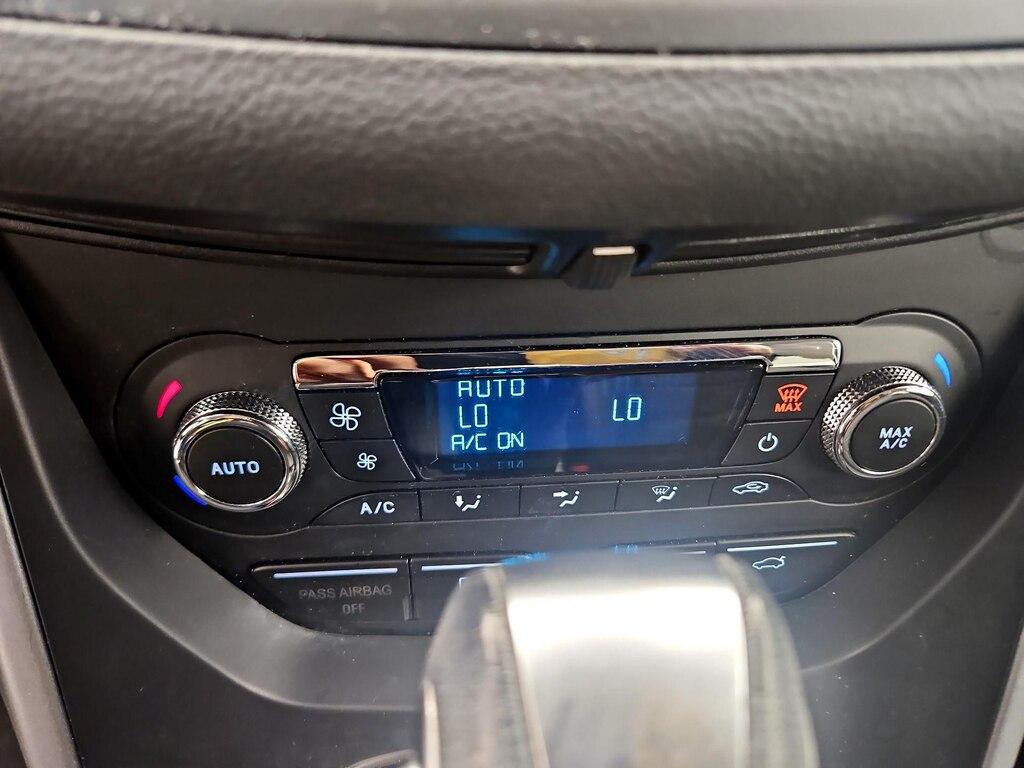 AUTO
LO LO
A/C ON
MAX
AUTO
MAX
A/C
A/C
PASS AIRBAG
OFF